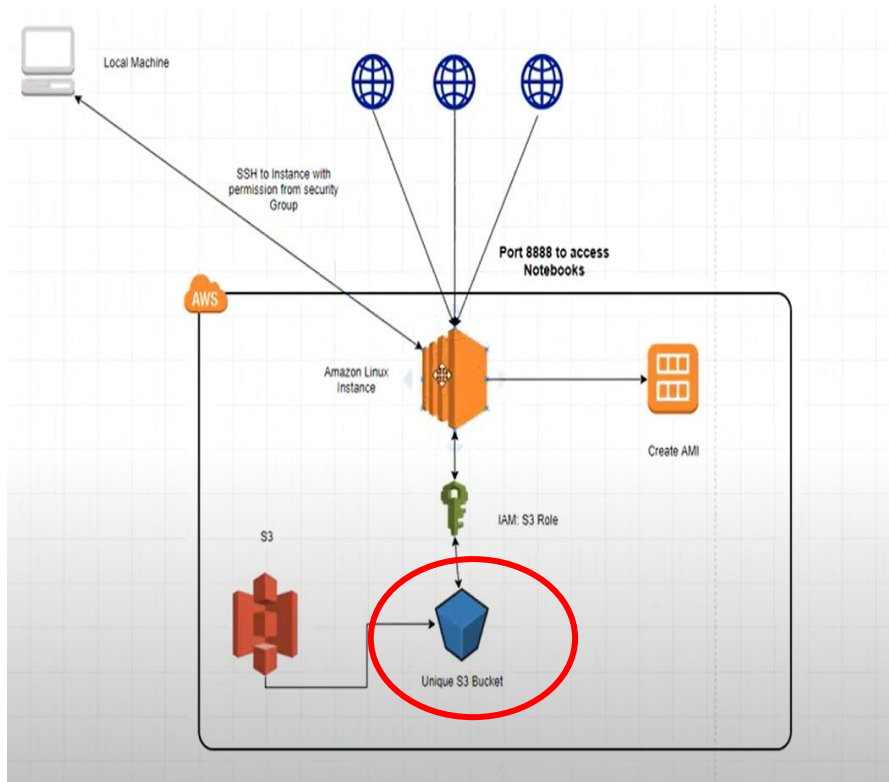 Local Machine
SSH to Instance with
permission from security
Group
Port 8888 to access
Notebooks
AWS
Amazon Linux
Instance
Create AMI
IAM: S3 Role
S3
Unique S3 Bucket